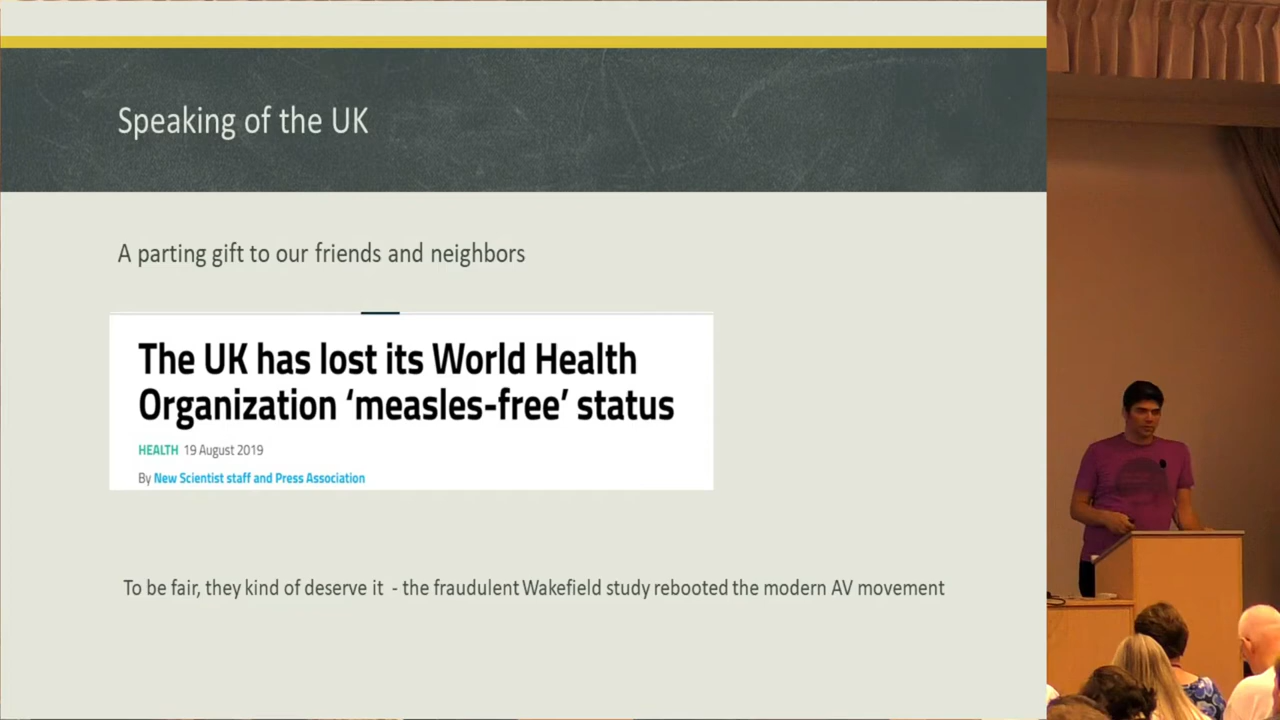 Speaking of the UK
A parting gift to our friends and neighbors
The UK has lost its World Health
Organization ‘measles-free’ status
HEALTH 19 August 2019
By New Scientist staff and Press Association
To be fair, they kind of deserve it - the fraudulent Wakefield study rebooted the modern AV movement